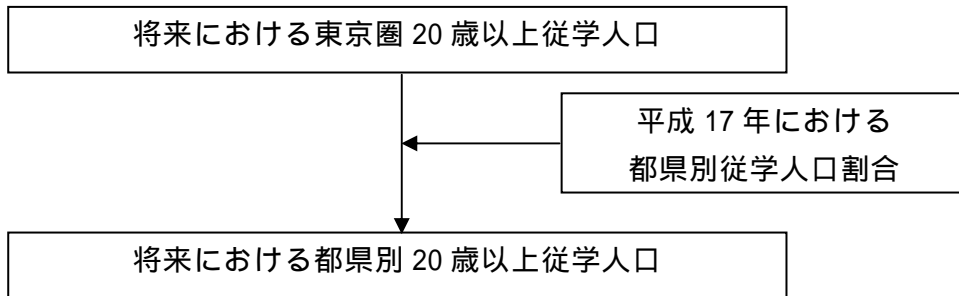 将来における東京圏 20 歳以上従学人口
平成 17 年における
都県別従学人口割合
将来における都県別 20 歳以上従学人口